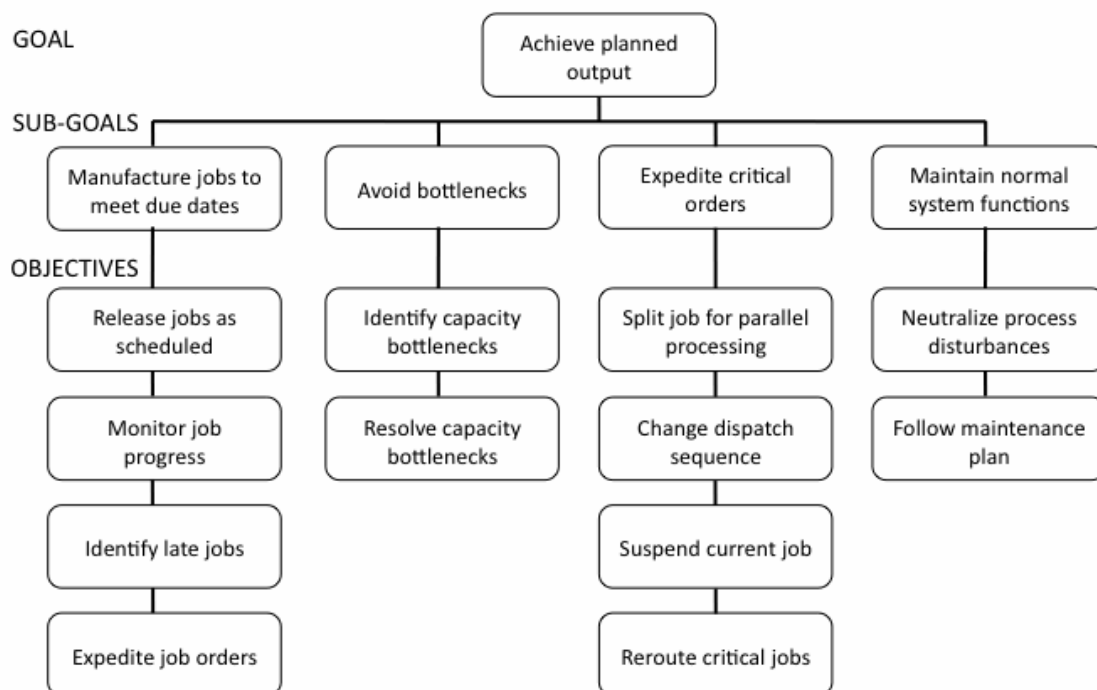 GOAL
Achieve planned
output
SUB-GOALS
Manufacture jobs to
meet due dates
Avoid bottlenecks
Expedite critical
orders
Maintain normal
system functions
OBJECTIVES
Release jobs as
scheduled
Identify capacity
bottlenecks
Split job for parallel
processing
Neutralize process
disturbances
Monitor job
progress
Resolve capacity
bottlenecks
Change dispatch
sequence
Follow maintenance
plan
Identify late jobs
Suspend current job
Expedite job orders
Reroute critical jobs